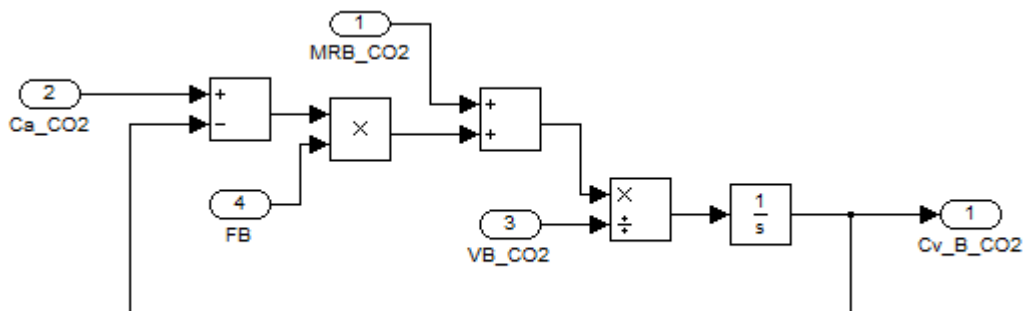 1
MRB_CO2
2
Ca_CO2
+
−
×
+
+
4
FB
×
÷
3
VB_CO2
1
s
1
Cv_B_CO2